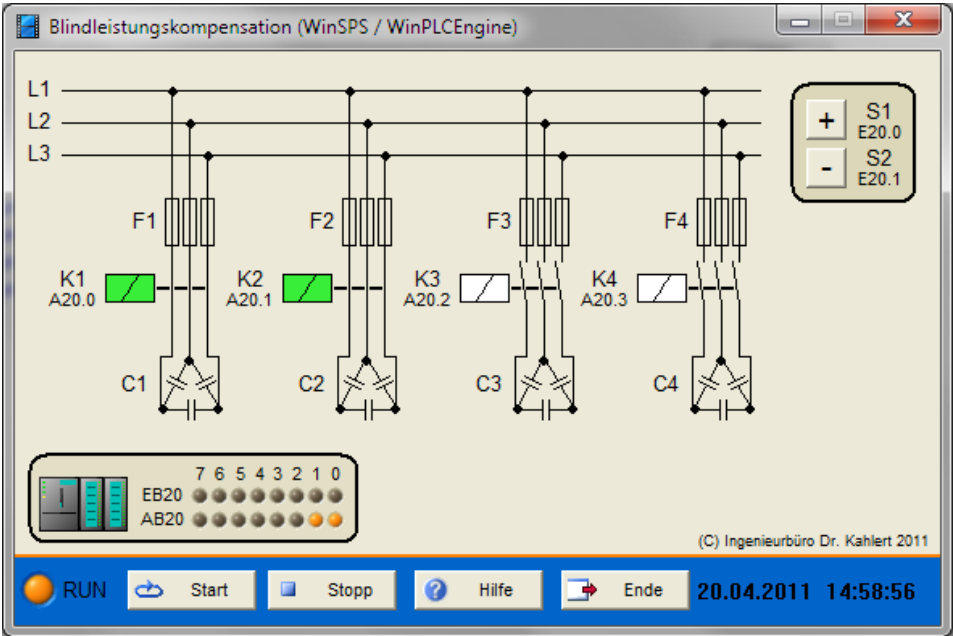 Blindleistungskompensation (WinSPS / WinPLCEngine)
L1
L2
L3
+ S1
E20.0
- S2
E20.1
F1 F2 F3 F4
K1 K2 K3 K4
A20.0 A20.1 A20.2 A20.3
C1 C2 C3 C4
7 6 5 4 3 2 1 0
EB20
AB20
(C) Ingenieurbüro Dr. Kahlert 2011
RUN Start Stopp Hilfe Ende 20.04.2011 14:58:56